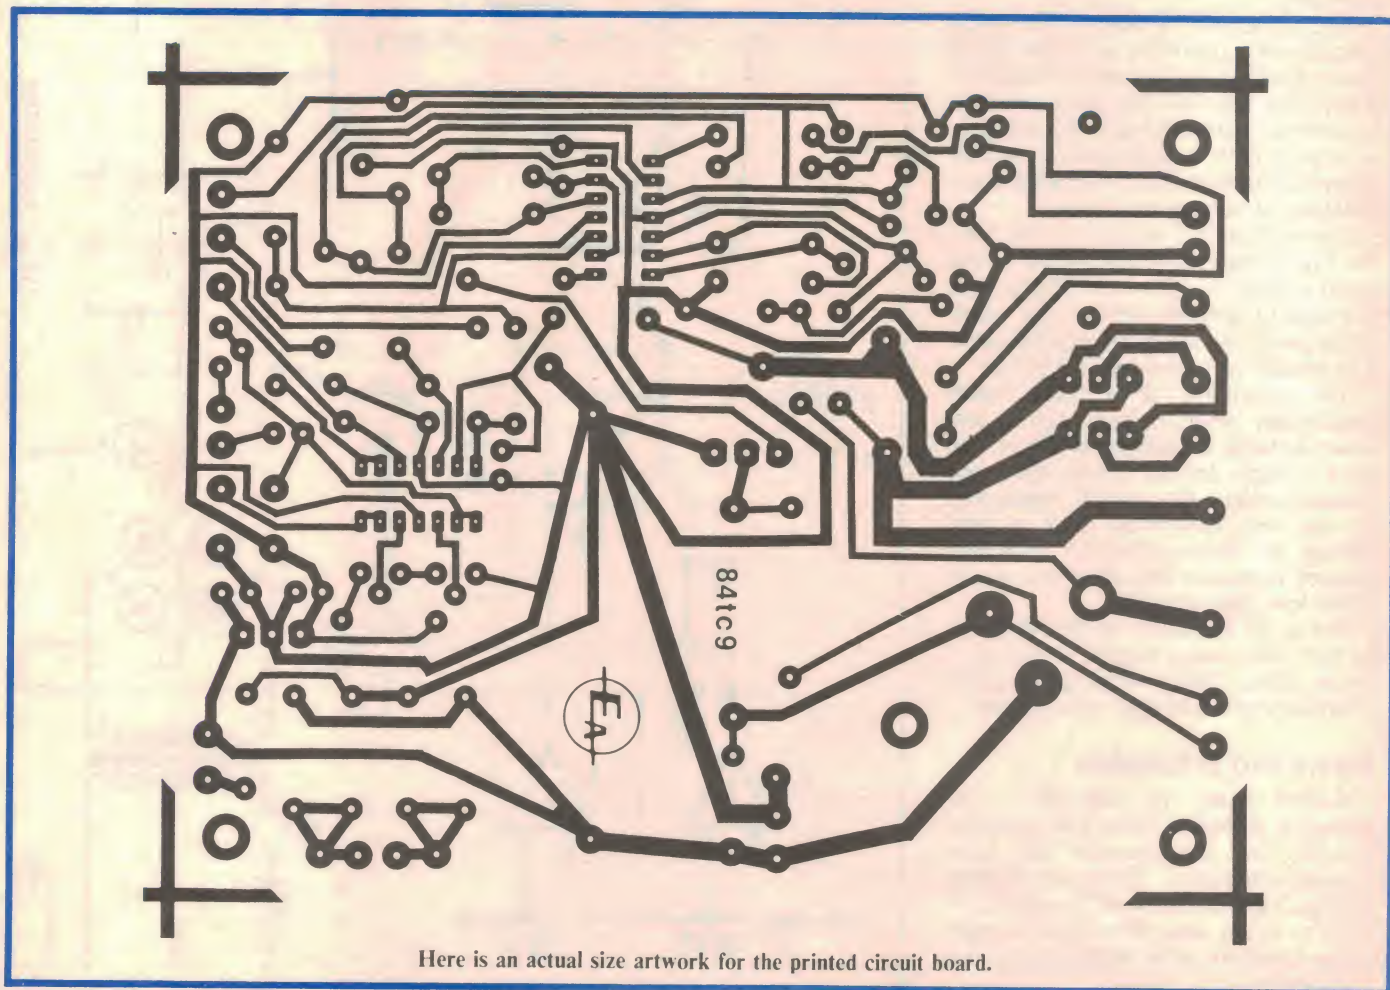 84tc9
EA
Here is an actual size artwork for the printed circuit board.